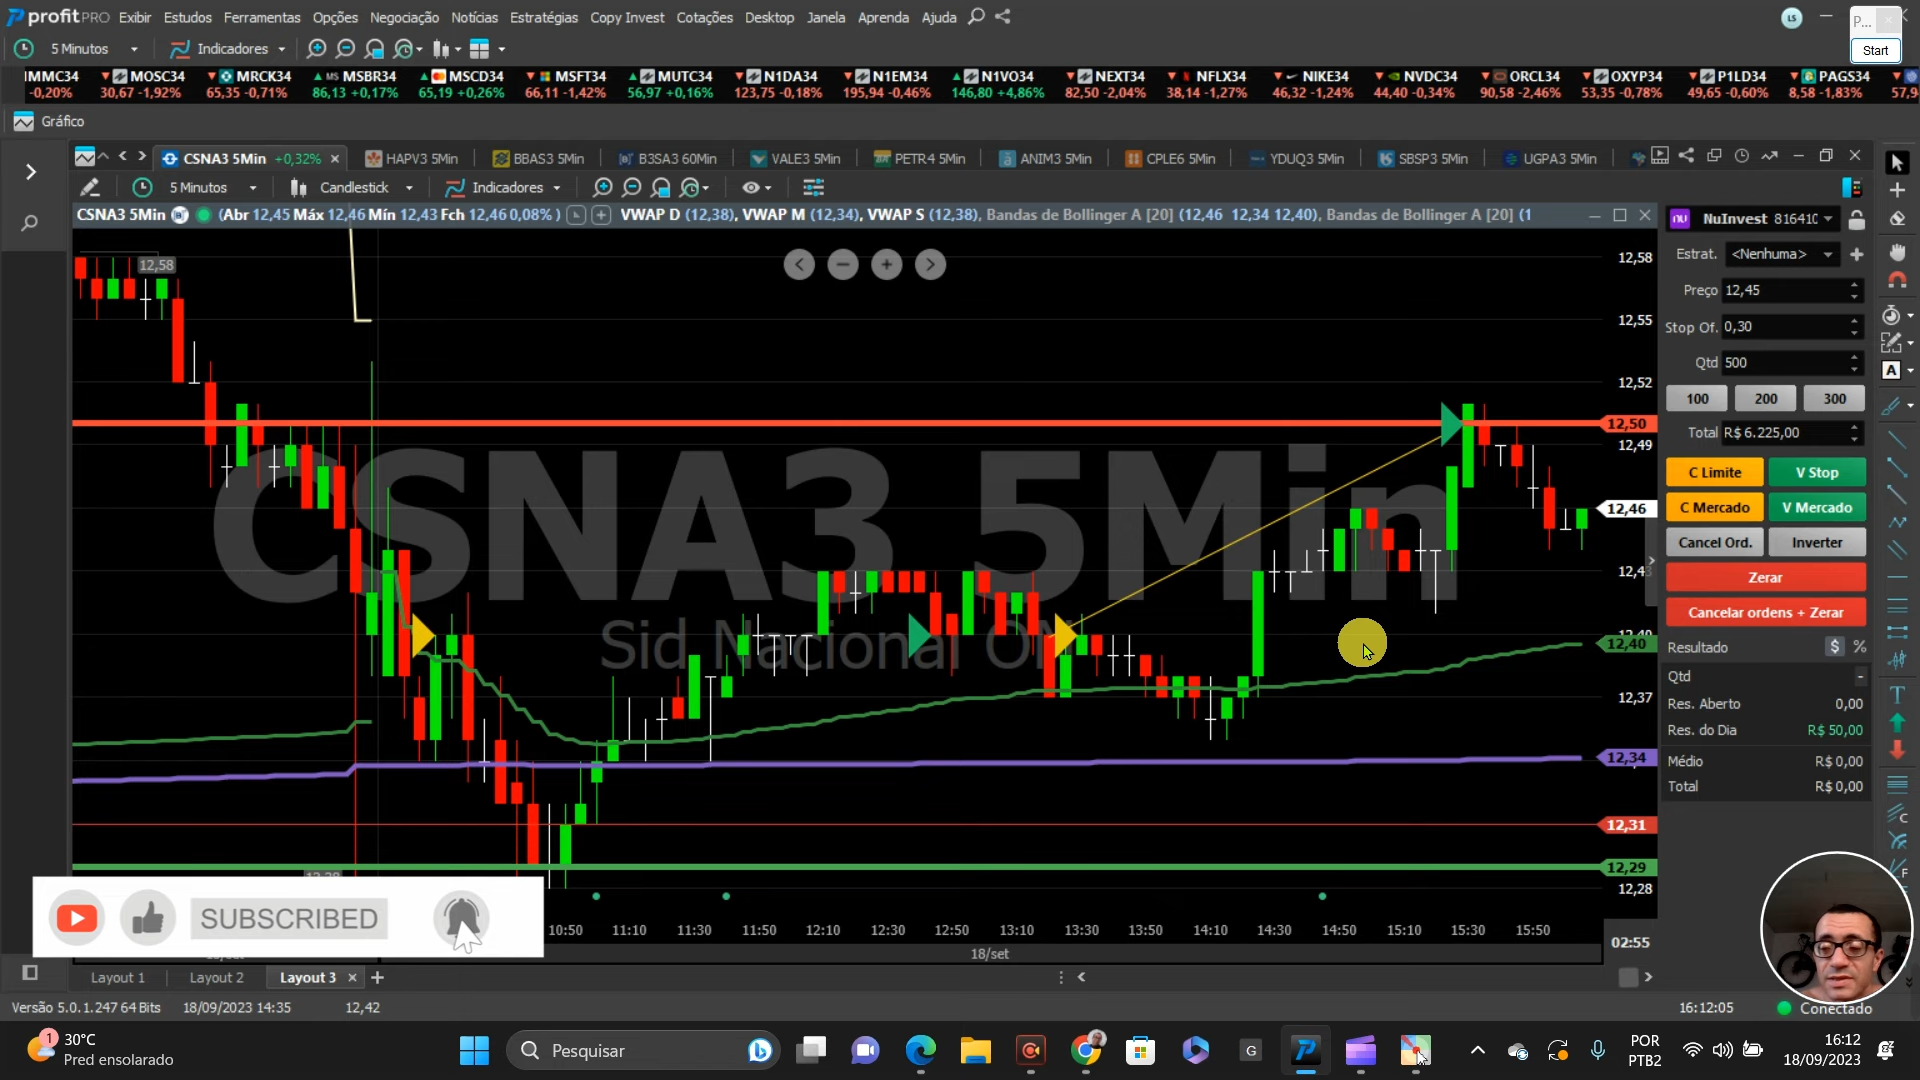 profitPRO Exibir Estudos Ferramentas Opções Negociação Notícias Estratégias Copy Invest Cotações Desktop Janela Aprenda Ajuda LS P...
5 Minutos Indicadores Start
IMMC34 MOSC34 MRCK34 MSBR34 MSCD34 MSFT34 MUTC34 N1DA34 N1EM34 N1VO34 NEXT34 NFLX34 NIKE34 NVDC34 ORCL34 OXYP34 P1LD34 PAGS34
-0,20% 30,67 -1,92% 65,35 -0,71% 86,13 +0,17% 65,19 +0,26% 66,11 -1,42% 56,97 +0,16% 123,75 -0,18% 195,94 -0,46% 146,80 +4,86% 82,50 -2,04% 38,14 -1,27% 46,32 -1,24% 44,40 -0,34% 90,58 -2,46% 53,35 -0,78% 49,65 -0,60% 8,58 -1,83% 57,9
Gráfico
CSNA3 5Min +0,32% HAPV3 5Min BBAS3 5Min B3SA3 60Min VALE3 5Min PETR4 5Min ANIM3 5Min CPLE6 5Min YDUQ3 5Min SBSP3 5Min UGPA3 5Min
5 Minutos Candlestick Indicadores
CSNA3 5Min (Abr 12,45 Máx 12,46 Mín 12,43 Fch 12,46 0,08% ) VWAP D (12,38), VWAP M (12,34), VWAP S (12,38), Bandas de Bollinger A [20] (12,46 12,34 12,40), Bandas de Bollinger A [20] (1
12,58
CSNA3 5Min
Sid Nacional ON
12,58
12,55
12,52
12,50
12,49
12,46
12,43
12,40
12,40
12,37
12,34
12,31
12,29
12,28
nu NuInvest 81641
Estrat. <Nenhuma>
Preço 12,45
Stop Of. 0,30
Qtd 500
100 200 300
Total R$ 6.225,00
C Limite V Stop
C Mercado V Mercado
Cancel Ord. Inverter
Zerar
Cancelar ordens + Zerar
Resultado $ %
Qtd -
Res. Aberto 0,00
Res. do Dia R$ 50,00
Médio R$ 0,00
Total R$ 0,00
SUBSCRIBED
10:50 11:10 11:30 11:50 12:10 12:30 12:50 13:10 13:30 13:50 14:10 14:30 14:50 15:10 15:30 15:50 02:55
18/set
Layout 1 Layout 2 Layout 3
Versão 5.0.1.247 64 Bits 18/09/2023 14:35 12,42 16:12:05 Conectado
1 30°C
Pred ensolarado
Pesquisar
POR
PTB2
16:12
18/09/2023